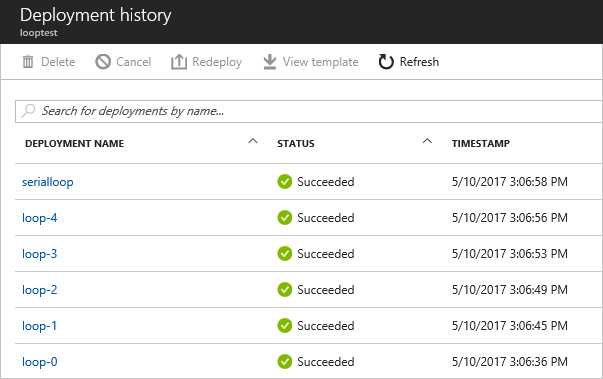 Deployment history
looptest
Delete Cancel Redeploy View template Refresh
Search for deployments by name...
DEPLOYMENT NAME STATUS TIMESTAMP
serialloop Succeeded 5/10/2017 3:06:58 PM
loop-4 Succeeded 5/10/2017 3:06:56 PM
loop-3 Succeeded 5/10/2017 3:06:53 PM
loop-2 Succeeded 5/10/2017 3:06:49 PM
loop-1 Succeeded 5/10/2017 3:06:45 PM
loop-0 Succeeded 5/10/2017 3:06:36 PM